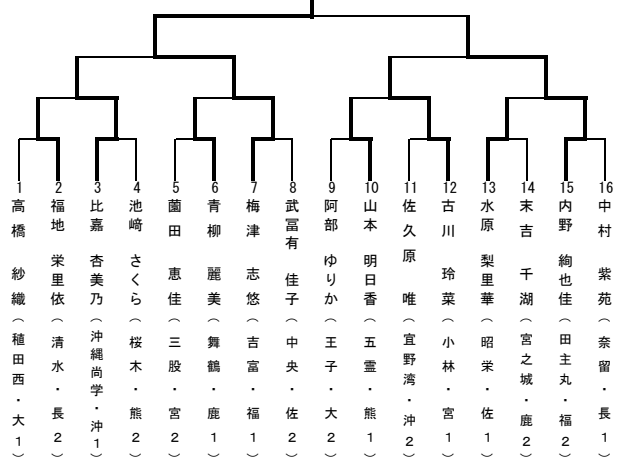 1 高橋 紗織（稙田西・大1）
2 福地 栄里依（清水・長2）
3 比嘉 杏美乃（沖縄尚学・沖1）
4 池﨑 さくら（桜木・熊2）
5 薗田 恵佳（三股・宮2）
6 青柳 麗美（舞鶴・鹿1）
7 梅津 志悠（吉富・福1）
8 武冨有 佳子（中央・佐2）
9 阿部 ゆりか（王子・大2）
10 山本 明日香（五霊・熊1）
11 佐久原 唯（宜野湾・沖2）
12 古川 玲菜（小林・宮1）
13 水原 梨里華（昭栄・佐1）
14 末吉 千湖（宮之城・鹿2）
15 内野 絢也佳（田主丸・福2）
16 中村 紫苑（奈留・長1）